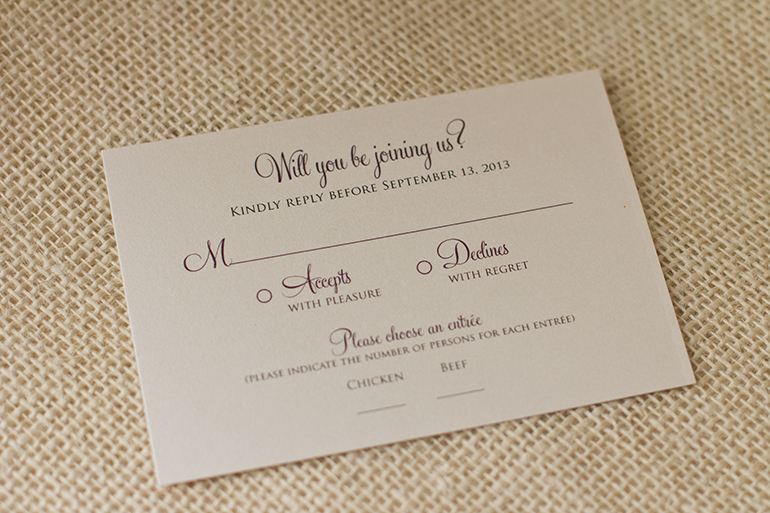 Will you be joining us?
Kindly reply before September 13, 2013
M
Accepts Declines
with pleasure with regret
Please choose an entrée
(please indicate the number of persons for each entrée)
Chicken Beef